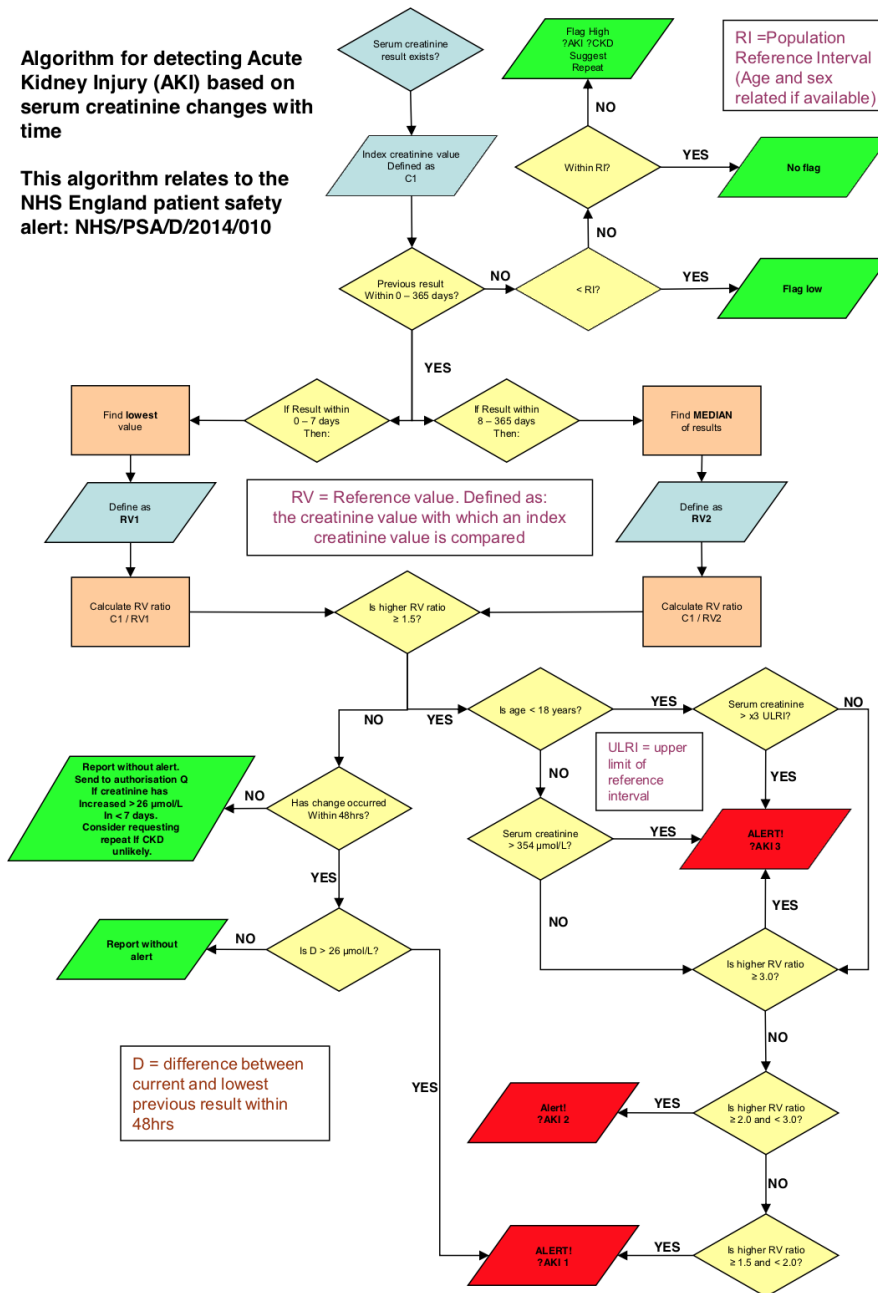 Algorithm for detecting Acute
Kidney Injury (AKI) based on
serum creatinine changes with
time
This algorithm relates to the
NHS England patient safety
alert: NHS/PSA/D/2014/010
Serum creatinine
result exists?
Flag High
?AKI ?CKD
Suggest
Repeat
RI =Population
Reference Interval
(Age and sex
related if available)
NO
Index creatinine value
Defined as
C1
Within RI?
YES
No flag
NO
Previous result
Within 0 – 365 days?
NO
< RI?
YES
Flag low
YES
Find lowest
value
If Result within
0 – 7 days
Then:
If Result within
8 – 365 days
Then:
Find MEDIAN
of results
RV = Reference value. Defined as:
the creatinine value with which an index
creatinine value is compared
Define as
RV1
Define as
RV2
Calculate RV ratio
C1 / RV1
Is higher RV ratio
≥ 1.5?
Calculate RV ratio
C1 / RV2
NO
YES
Is age < 18 years?
YES
Serum creatinine
> x3 ULRI?
NO
ULRI = upper
limit of
reference
interval
NO
YES
Report without alert.
Send to authorisation Q
If creatinine has
Increased > 26 µmol/L
In < 7 days.
Consider requesting
repeat If CKD
unlikely.
NO
Has change occurred
Within 48hrs?
Serum creatinine
> 354 µmol/L?
YES
ALERT!
?AKI 3
YES
NO
YES
Report without
alert
NO
Is D > 26 µmol/L?
Is higher RV ratio
≥ 3.0?
NO
D = difference between
current and lowest
previous result within
48hrs
YES
Alert!
?AKI 2
YES
Is higher RV ratio
≥ 2.0 and < 3.0?
NO
ALERT!
?AKi 1
YES
Is higher RV ratio
≥ 1.5 and < 2.0?